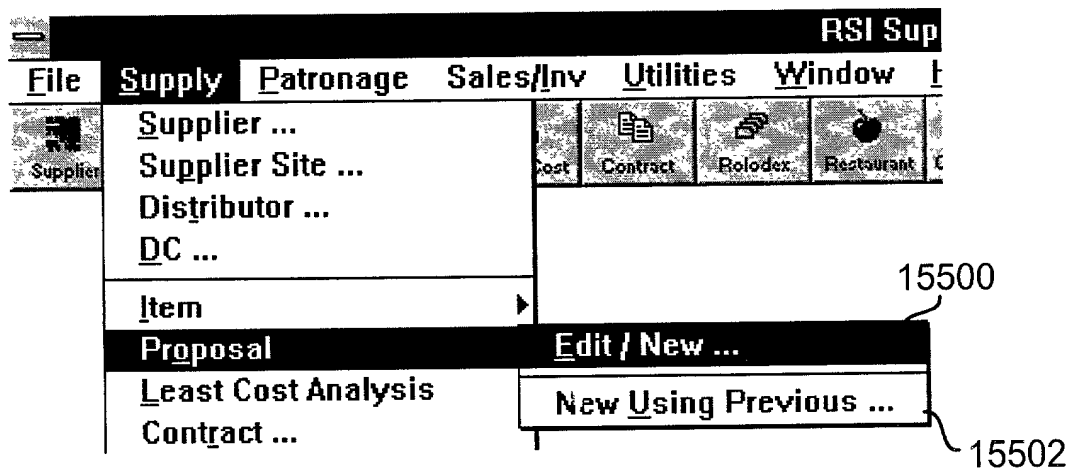 RSI Sup
File Supply Patronage Sales/Inv Utilities Window H
Supplier Cost Contract Rolodex Restaurant
Supplier ...
Supplier Site ...
Distributor ...
DC ...
Item
Proposal
Least Cost Analysis
Contract ...
Edit / New ...
New Using Previous ...
15500
15502